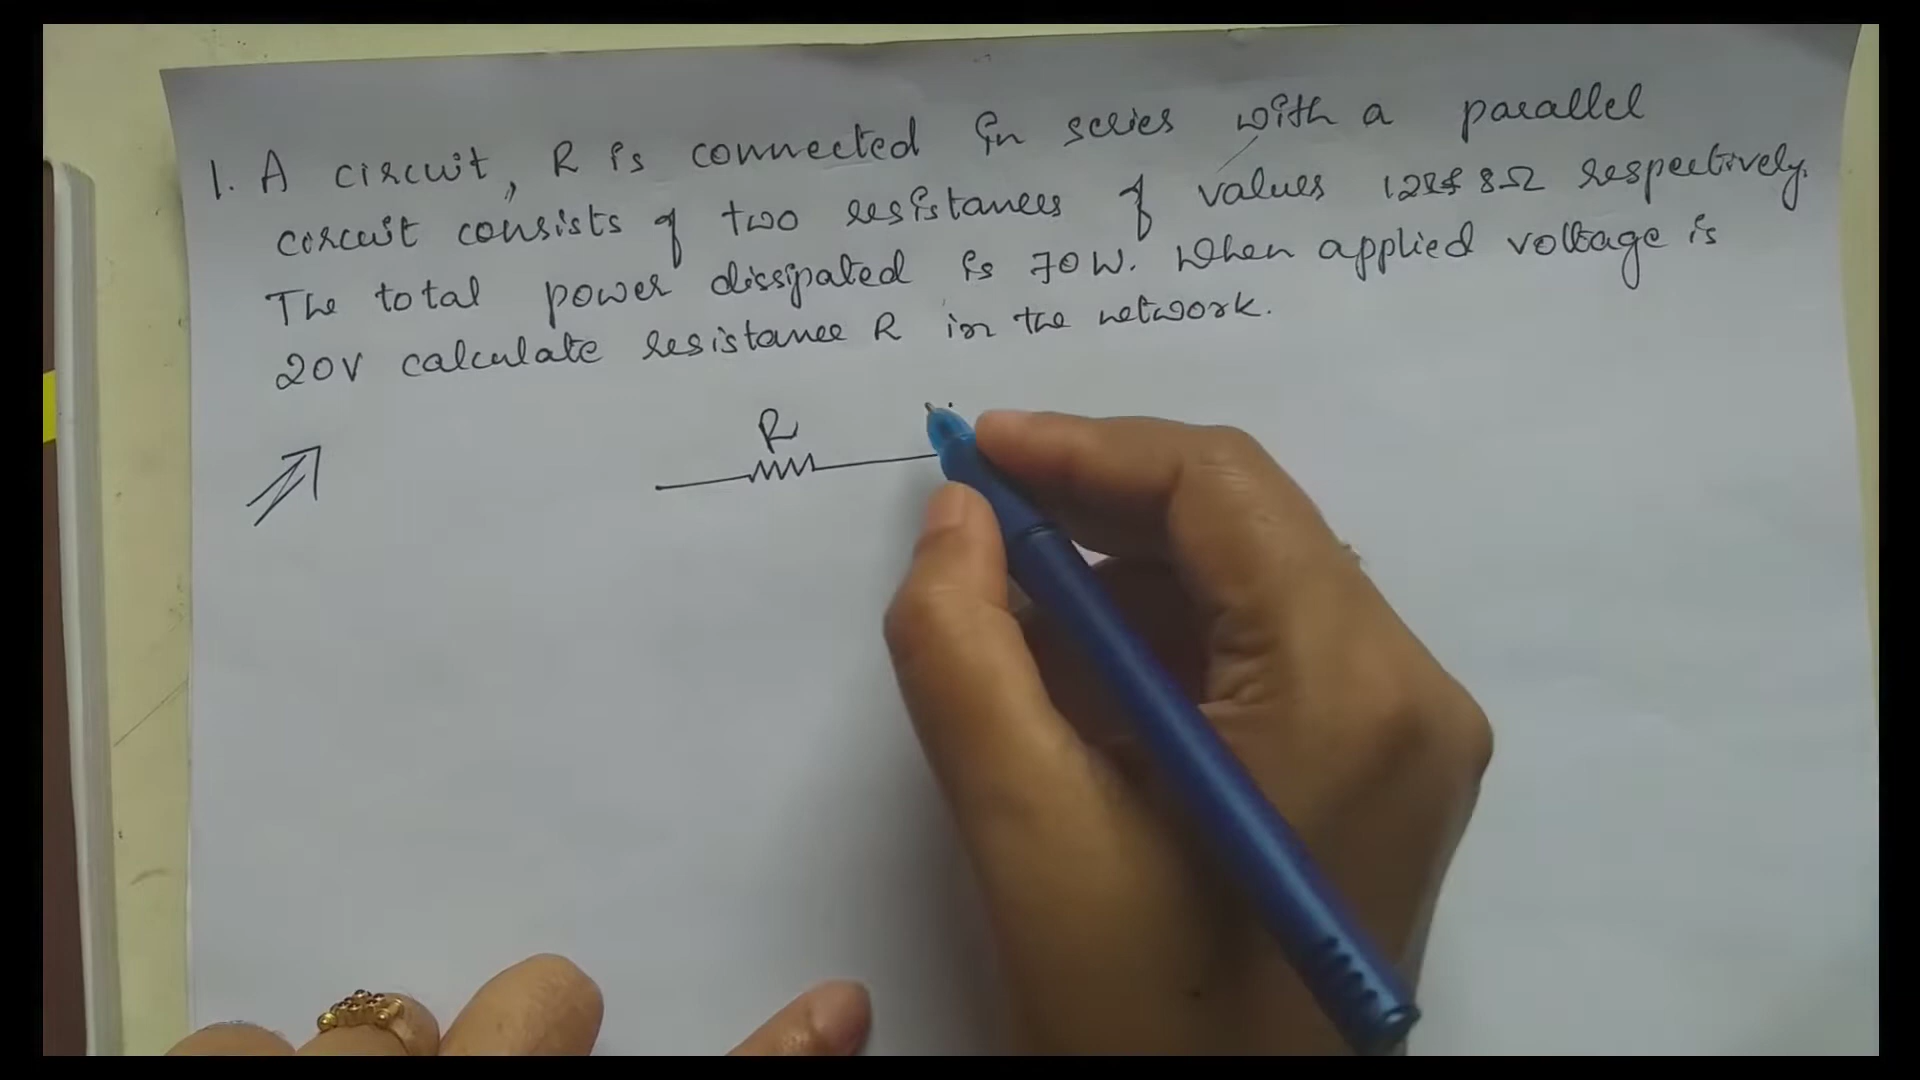 1. A circuit, R is connected in series with a parallel
circuit consists of two resistances of values 12Ω & 8Ω respectively.
The total power dissipated is 70W. When applied voltage is
20V calculate resistance R in the network.
R